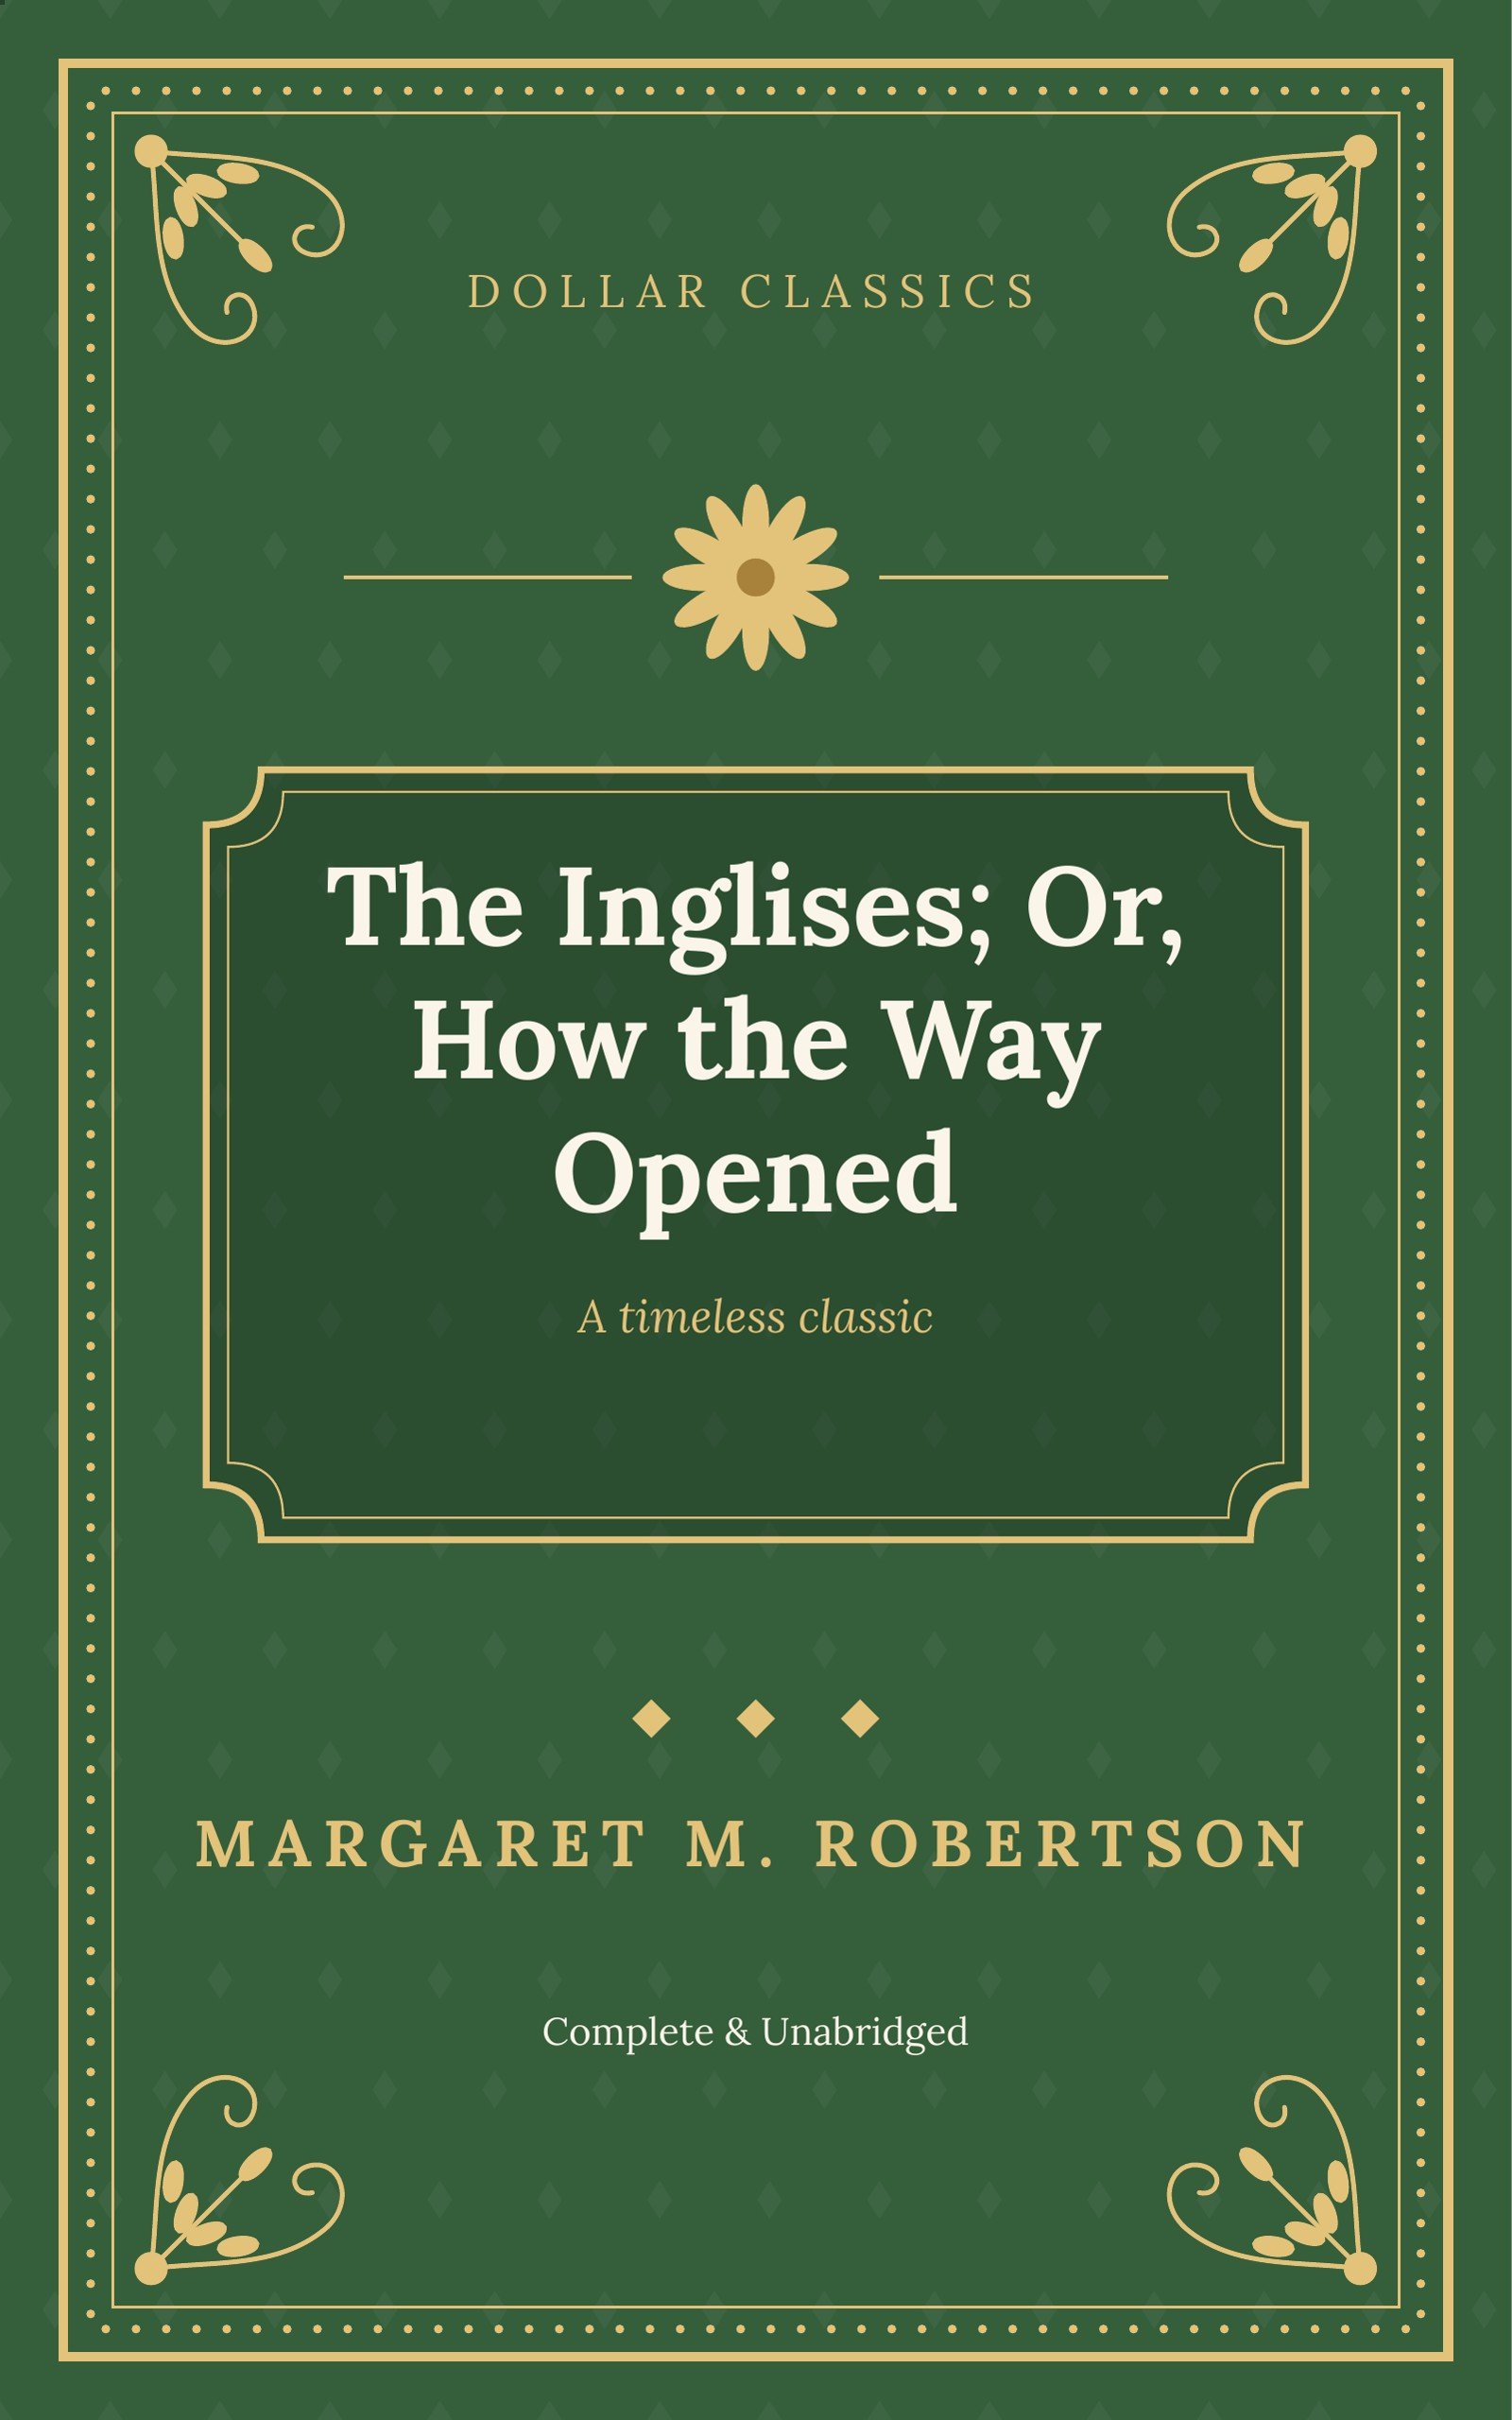 DOLLAR CLASSICS
The Inglises; Or,
How the Way
Opened
A timeless classic
MARGARET M. ROBERTSON
Complete & Unabridged